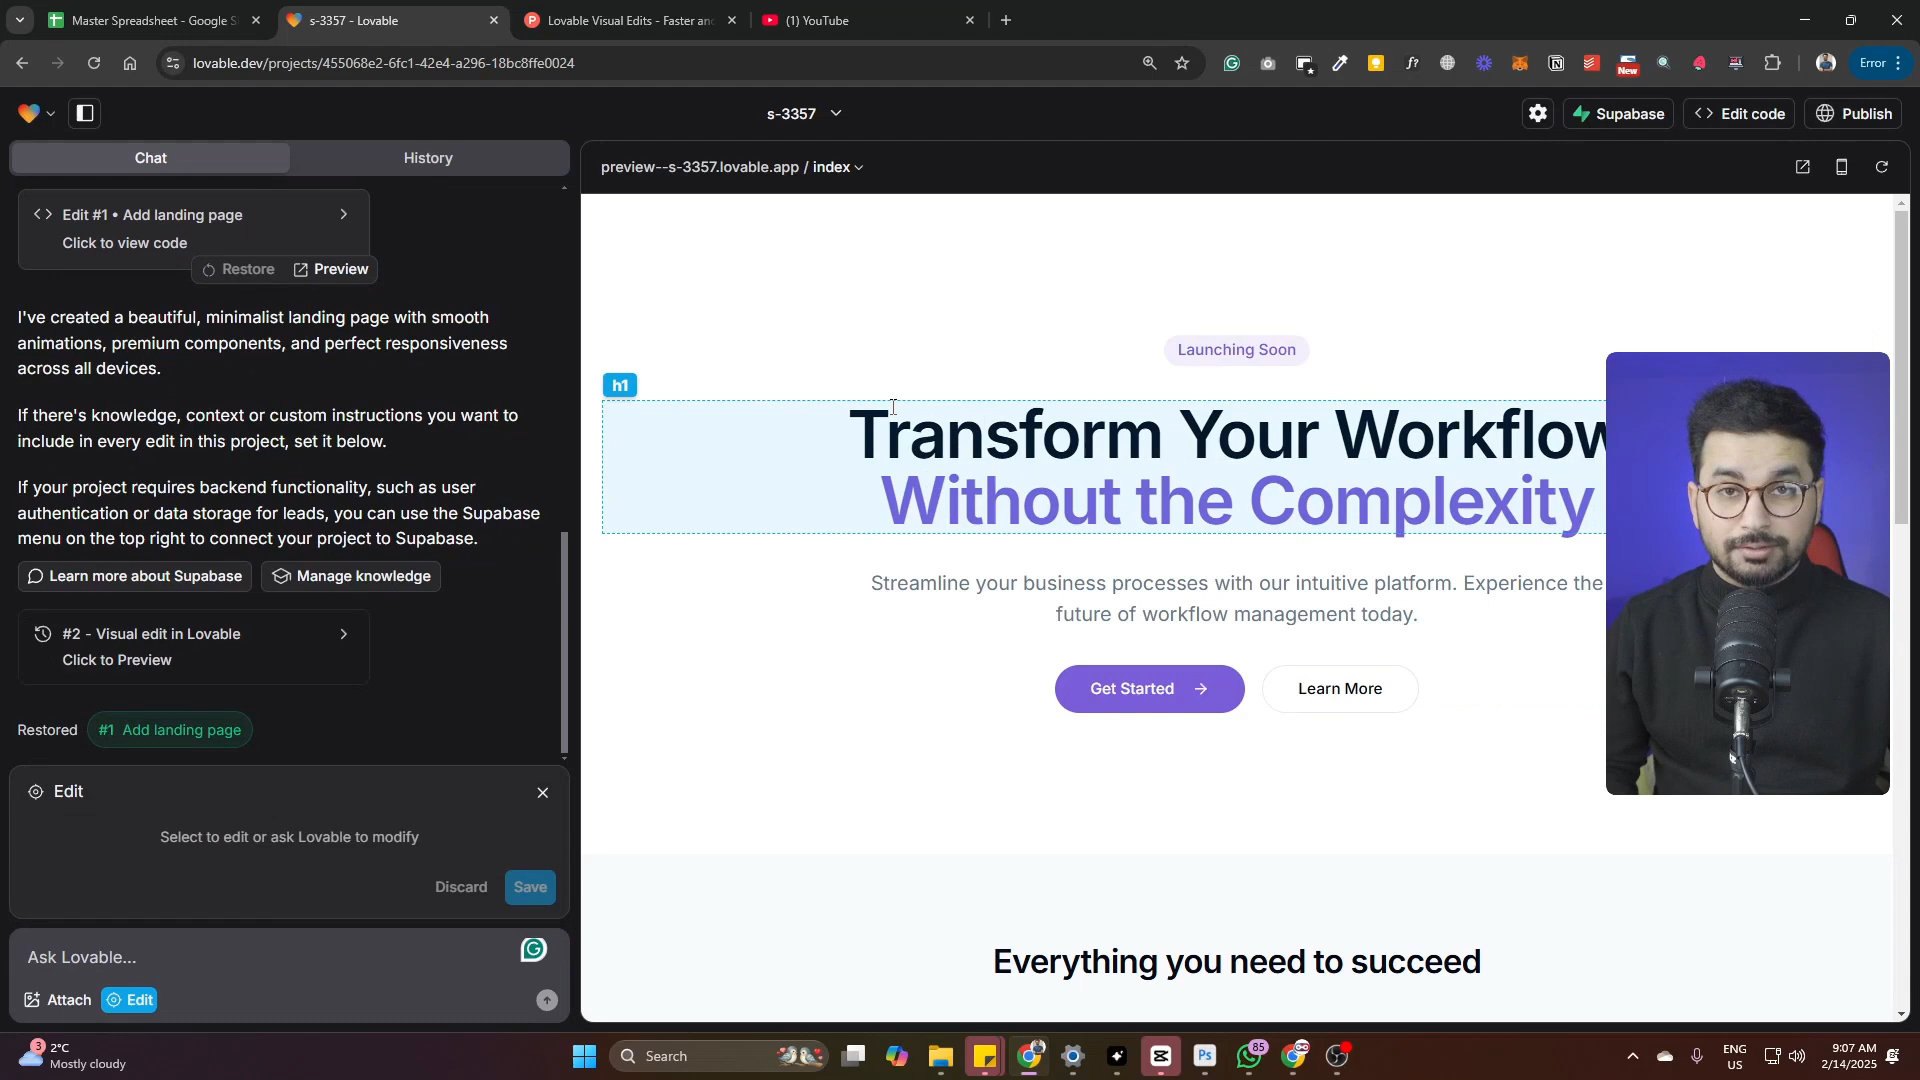 Master Spreadsheet - Google S
s-3357 - Lovable
Lovable Visual Edits - Faster and
(1) YouTube
lovable.dev/projects/455068e2-6fc1-42e4-a296-18bc8ffe0024
f?
New
Error
s-3357
Supabase
Edit code
Publish
Chat
History
preview--s-3357.lovable.app / index
Edit #1 • Add landing page
Click to view code
Restore
Preview
I've created a beautiful, minimalist landing page with smooth
animations, premium components, and perfect responsiveness
across all devices.
If there's knowledge, context or custom instructions you want to
include in every edit in this project, set it below.
If your project requires backend functionality, such as user
authentication or data storage for leads, you can use the Supabase
menu on the top right to connect your project to Supabase.
Learn more about Supabase
Manage knowledge
#2 - Visual edit in Lovable
Click to Preview
Restored
#1 Add landing page
Edit
Select to edit or ask Lovable to modify
Discard
Save
Ask Lovable...
Attach
Edit
Launching Soon
h1
Transform Your Workflow
Without the Complexity
Streamline your business processes with our intuitive platform. Experience the
future of workflow management today.
Get Started
Learn More
Everything you need to succeed
3
2°C
Mostly cloudy
Search
Ps
85
ENG
US
9:07 AM
2/14/2025